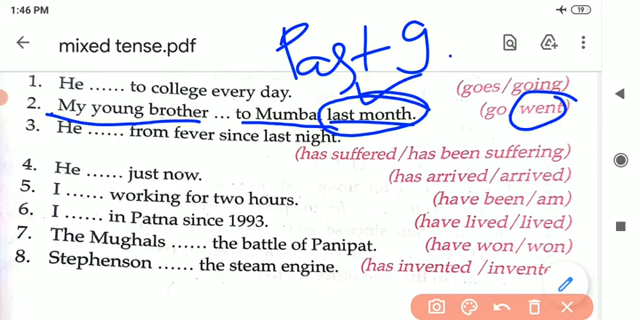 1:46 PM
19
mixed tense.pdf
Past
1. He ...... to college every day. (goes/going)
2. My young brother ... to Mumbai last month. (go went)
3. He ...... from fever since last night.
(has suffered/has been suffering)
4. He ...... just now. (has arrived/arrived)
5. I ...... working for two hours. (have been/am)
6. I ...... in Patna since 1993. (have lived/lived)
7. The Mughals ...... the battle of Panipat. (have won/won)
8. Stephenson ...... the steam engine. (has invented /invente